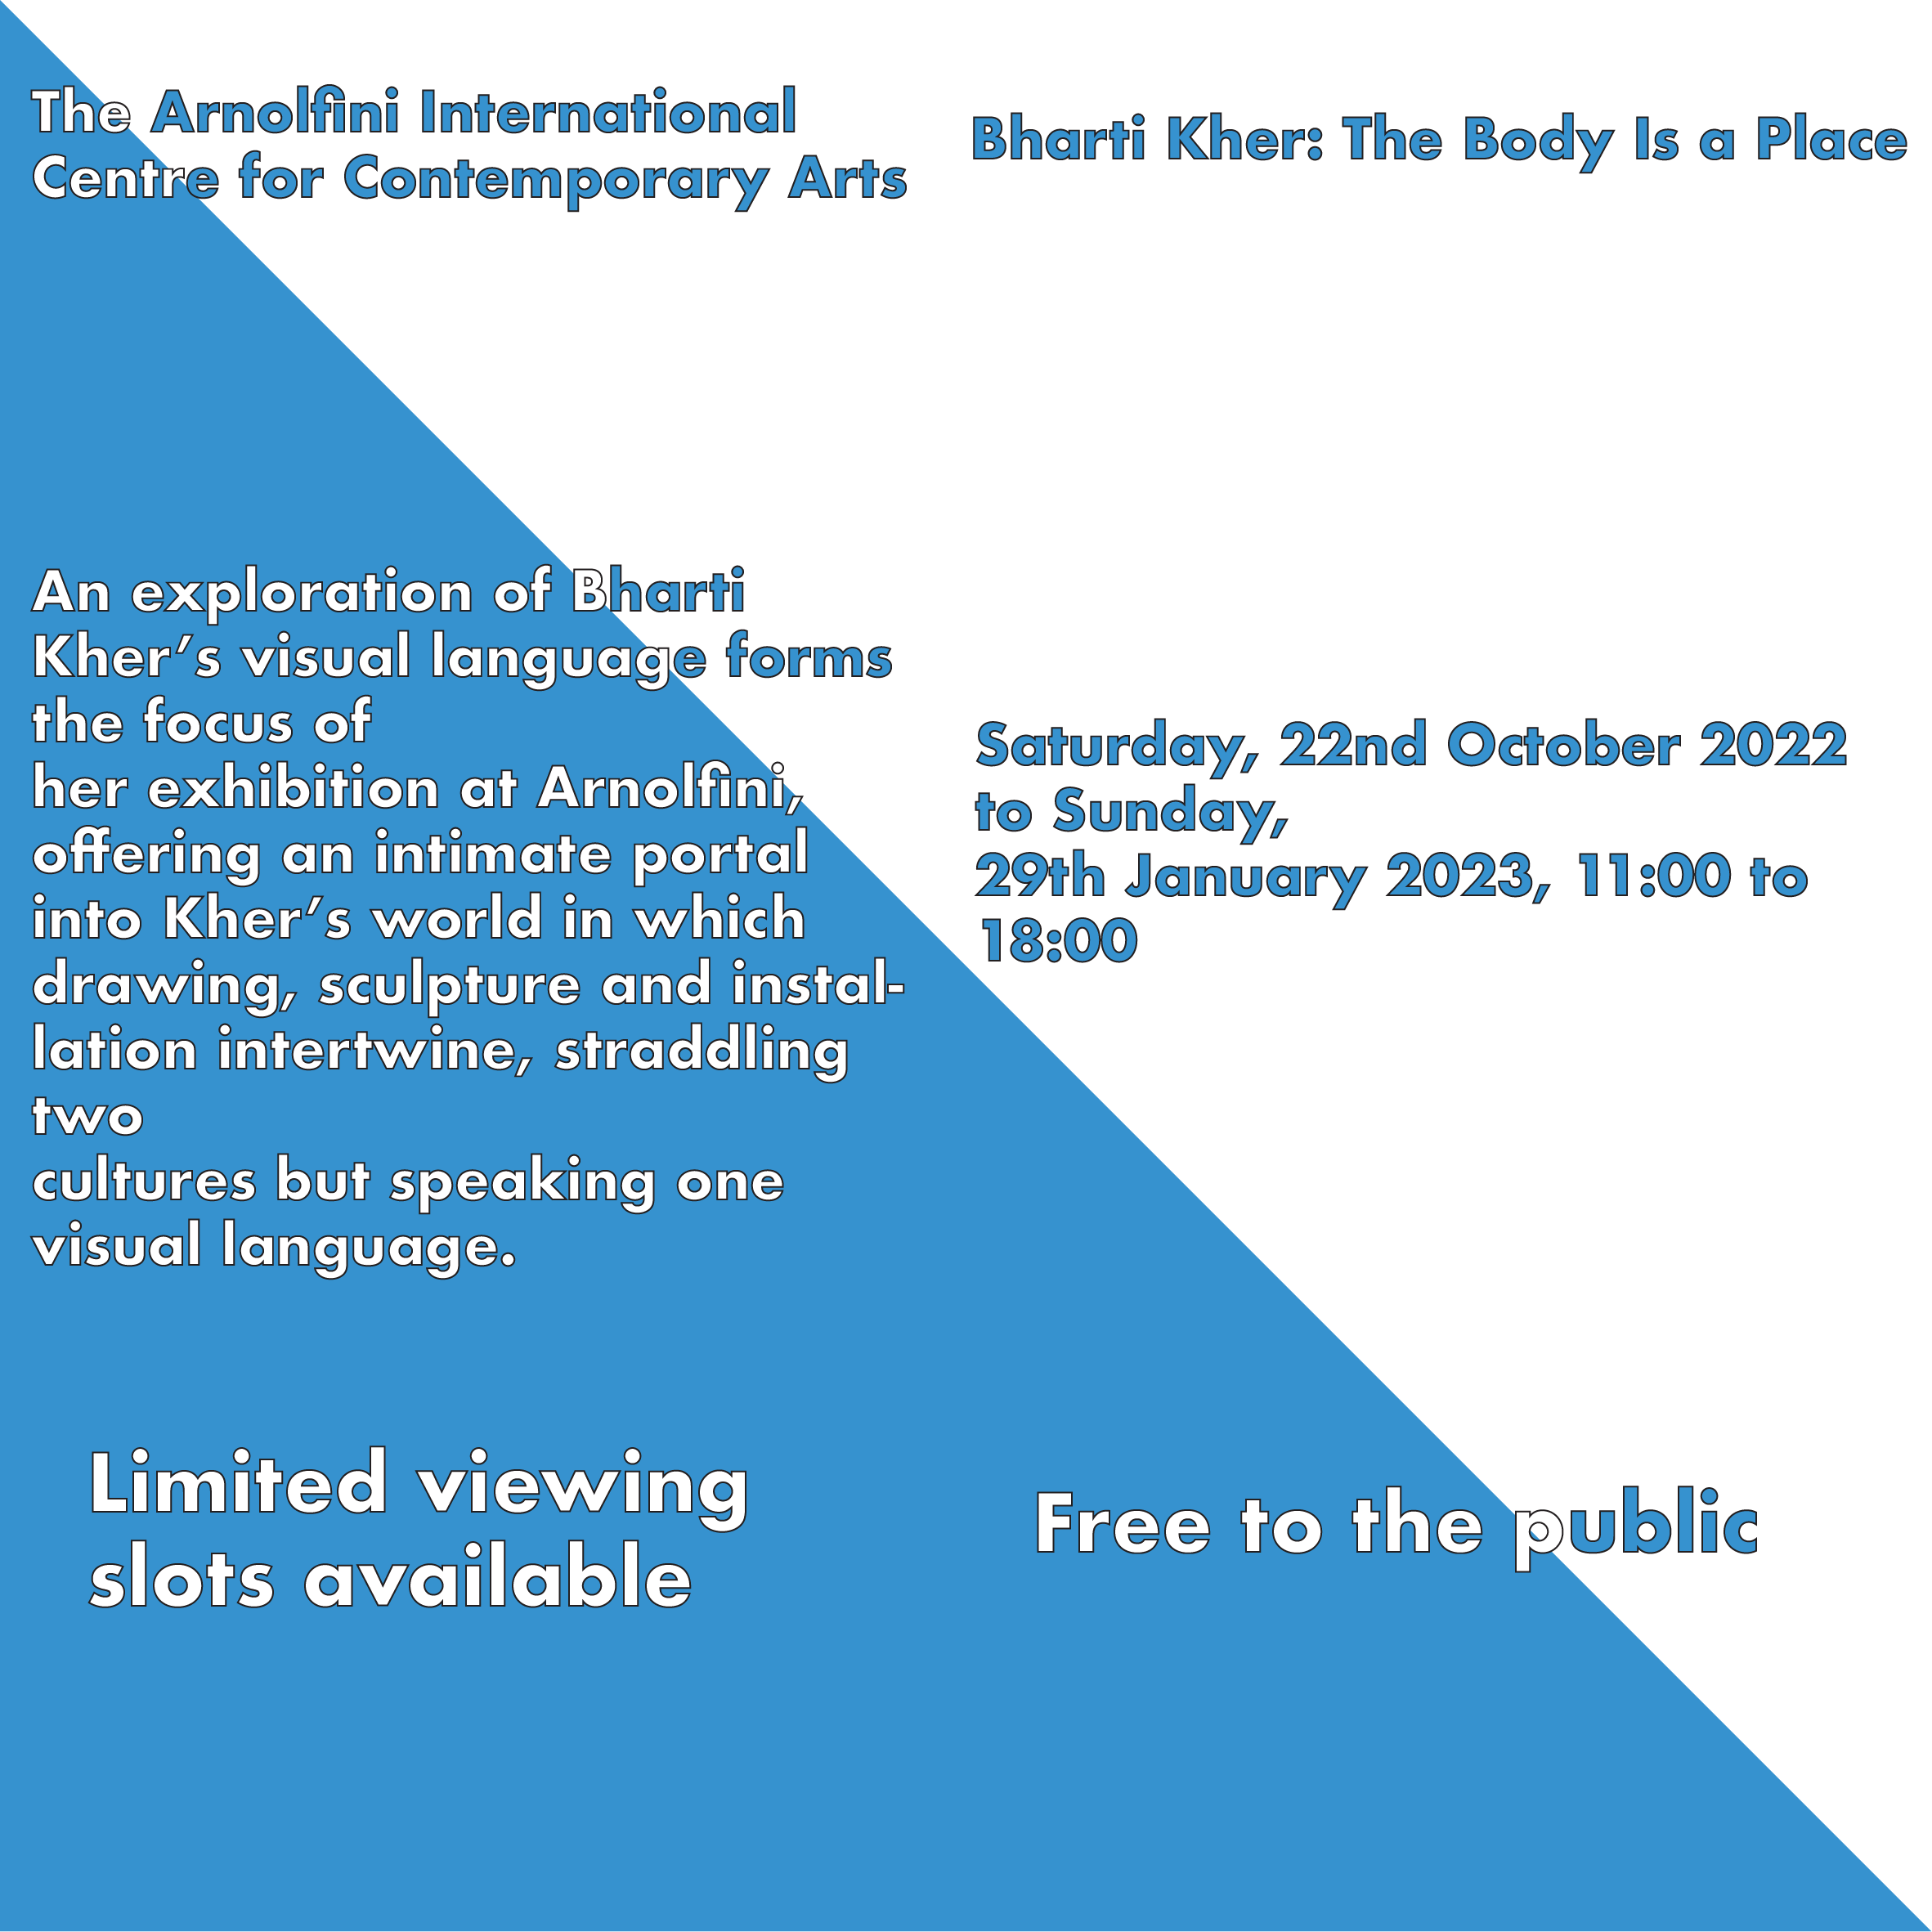 The Arnolfini International
Centre for Contemporary Arts
Bharti Kher: The Body Is a Place
An exploration of Bharti
Kher’s visual language forms
the focus of
her exhibition at Arnolfini,
offering an intimate portal
into Kher’s world in which
drawing, sculpture and instal-
lation intertwine, straddling
two
cultures but speaking one
visual language.
Saturday, 22nd October 2022
to Sunday,
29th January 2023, 11:00 to
18:00
Limited viewing
slots available
Free to the public